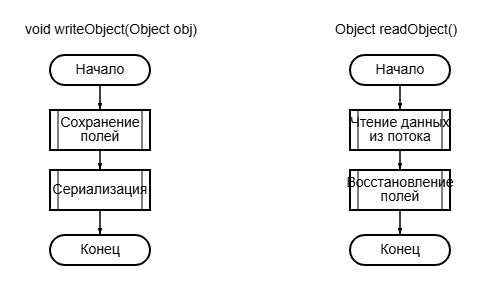 void writeObject(Object obj)
Начало
Сохранение
полей
Сериализация
Конец
Object readObject()
Начало
Чтение данных
из потока
Восстановление
полей
Конец